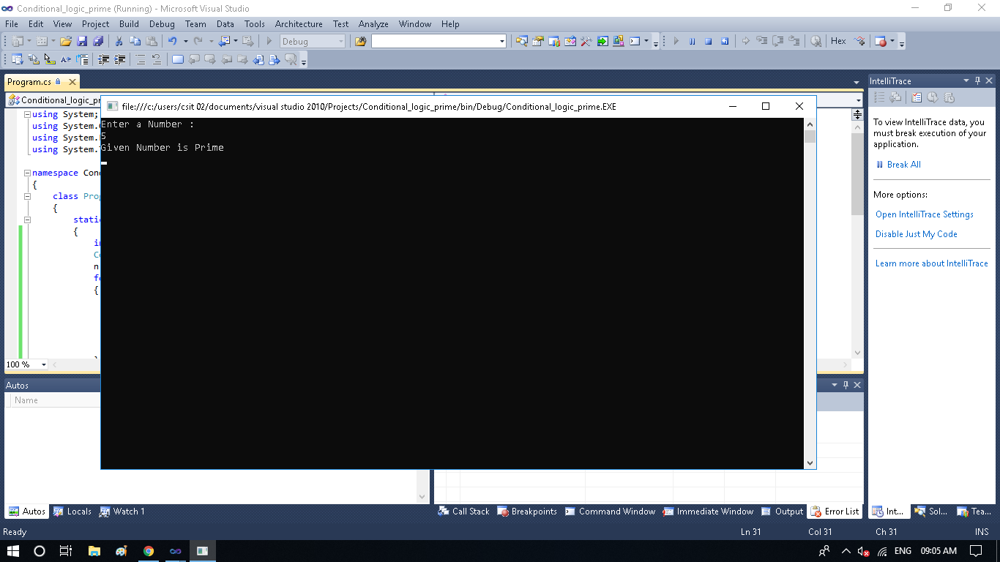 Conditional_logic_prime (Running) - Microsoft Visual Studio
File Edit View Project Build Debug Team Data Tools Architecture Test Analyze Window Help
Debug Hex
Program.cs
IntelliTrace
Conditional_logic_pr
file:///c:/users/csit 02/documents/visual studio 2010/Projects/Conditional_logic_prime/bin/Debug/Conditional_logic_prime.EXE
Enter a Number :
5
Given Number is Prime
using System;
using System.
using System.
using System.
namespace Con
{
class Prog
{
static
{
in
Co
n
fo
{
100 %
To view IntelliTrace data, you
must break execution of your
application.
Break All
More options:
Open IntelliTrace Settings
Disable Just My Code
Learn more about IntelliTrace
Autos
Name
Autos Locals Watch 1
Call Stack Breakpoints Command Window Immediate Window Output Error List
Int... Sol... Tea...
Ready Ln 31 Col 31 Ch 31 INS
ENG 09:05 AM